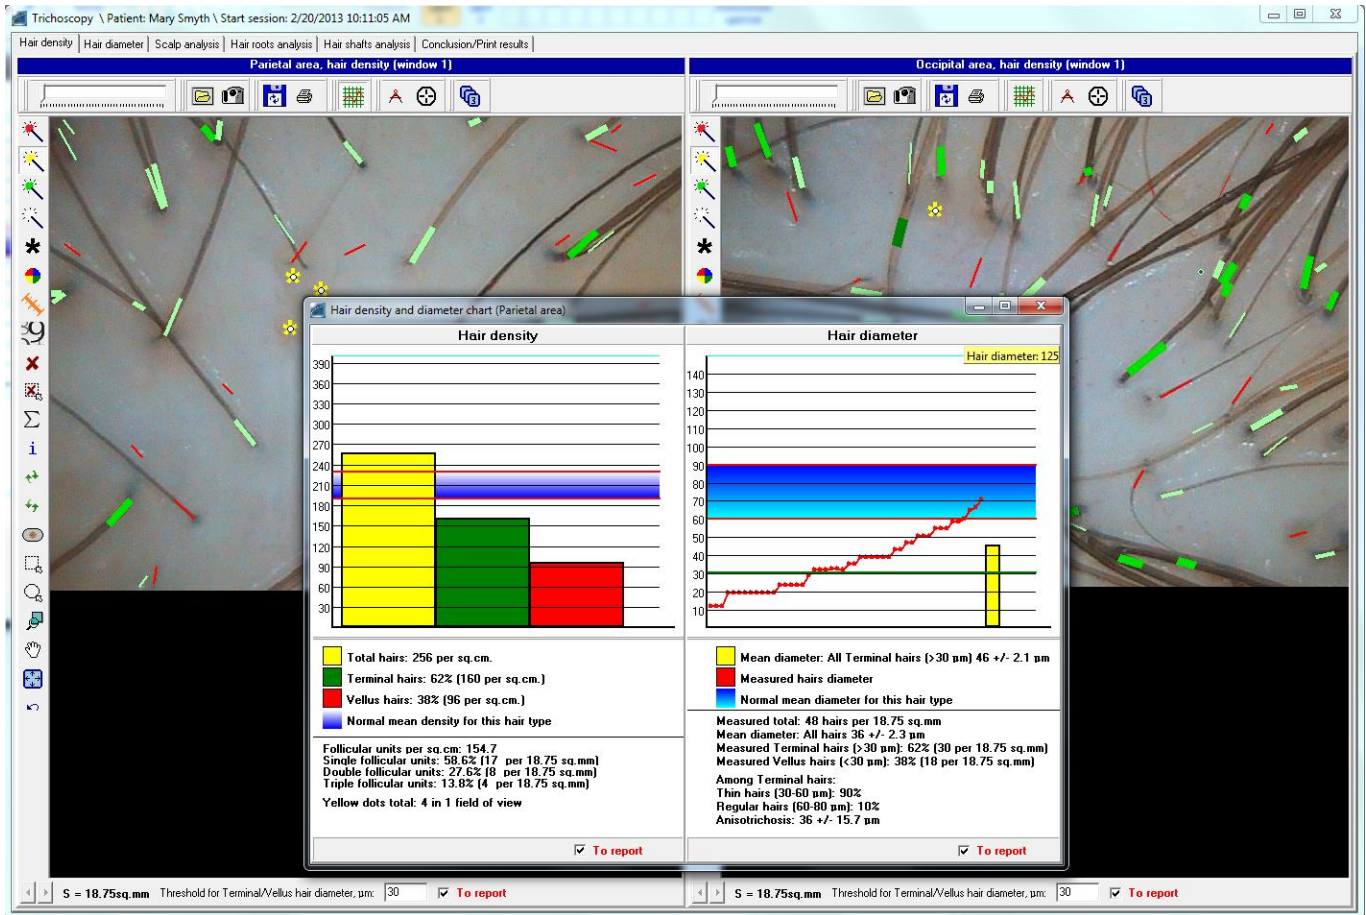 Trichoscopy \ Patient: Mary Smyth \ Start session: 2/20/2013 10:11:05 AM
Hair density Hair diameter Scalp analysis Hair roots analysis Hair shafts analysis Conclusion/Print results
Parietal area, hair density (window 1)
Occipital area, hair density (window 1)
Hair density and diameter chart (Parietal area)
Hair density
390
360
330
300
270
240
210
180
150
120
90
60
30
Total hairs: 256 per sq.cm.
Terminal hairs: 62% (160 per sq.cm.)
Vellus hairs: 38% (96 per sq.cm.)
Normal mean density for this hair type
Follicular units per sq.cm: 154.7
Single follicular units: 58.6% (17 per 18.75 sq.mm)
Double follicular units: 27.6% (8 per 18.75 sq.mm)
Triple follicular units: 13.8% (4 per 18.75 sq.mm)
Yellow dots total: 4 in 1 field of view
To report
Hair diameter
Hair diameter: 125
140
130
120
110
100
90
80
70
60
50
40
30
20
10
Mean diameter: All Terminal hairs (>30 µm) 46 +/- 2.1 µm
Measured hairs diameter
Normal mean diameter for this hair type
Measured total: 48 hairs per 18.75 sq.mm
Mean diameter: All hairs 36 +/- 2.3 µm
Measured Terminal hairs (>30 µm): 62% (30 per 18.75 sq.mm)
Measured Vellus hairs (<30 µm): 38% (18 per 18.75 sq.mm)
Among Terminal hairs:
Thin hairs (30-60 µm): 90%
Regular hairs (60-80 µm): 10%
Anisotrichosis: 36 +/- 15.7 µm
To report
S = 18.75sq.mm Threshold for Terminal/Vellus hair diameter, µm: 30 To report
S = 18.75sq.mm Threshold for Terminal/Vellus hair diameter, µm: 30 To report